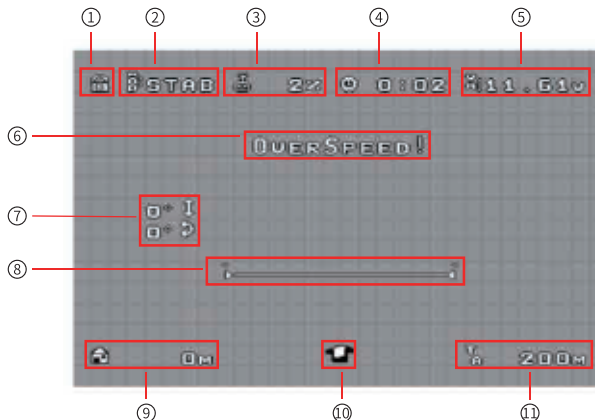 ① ② ③ ④ ⑤
STAB 2% 0:02 11.61v
⑥ OverSpeed!
⑦ 0° 
0°
⑧
0M 200M
⑨ ⑩ ⑪